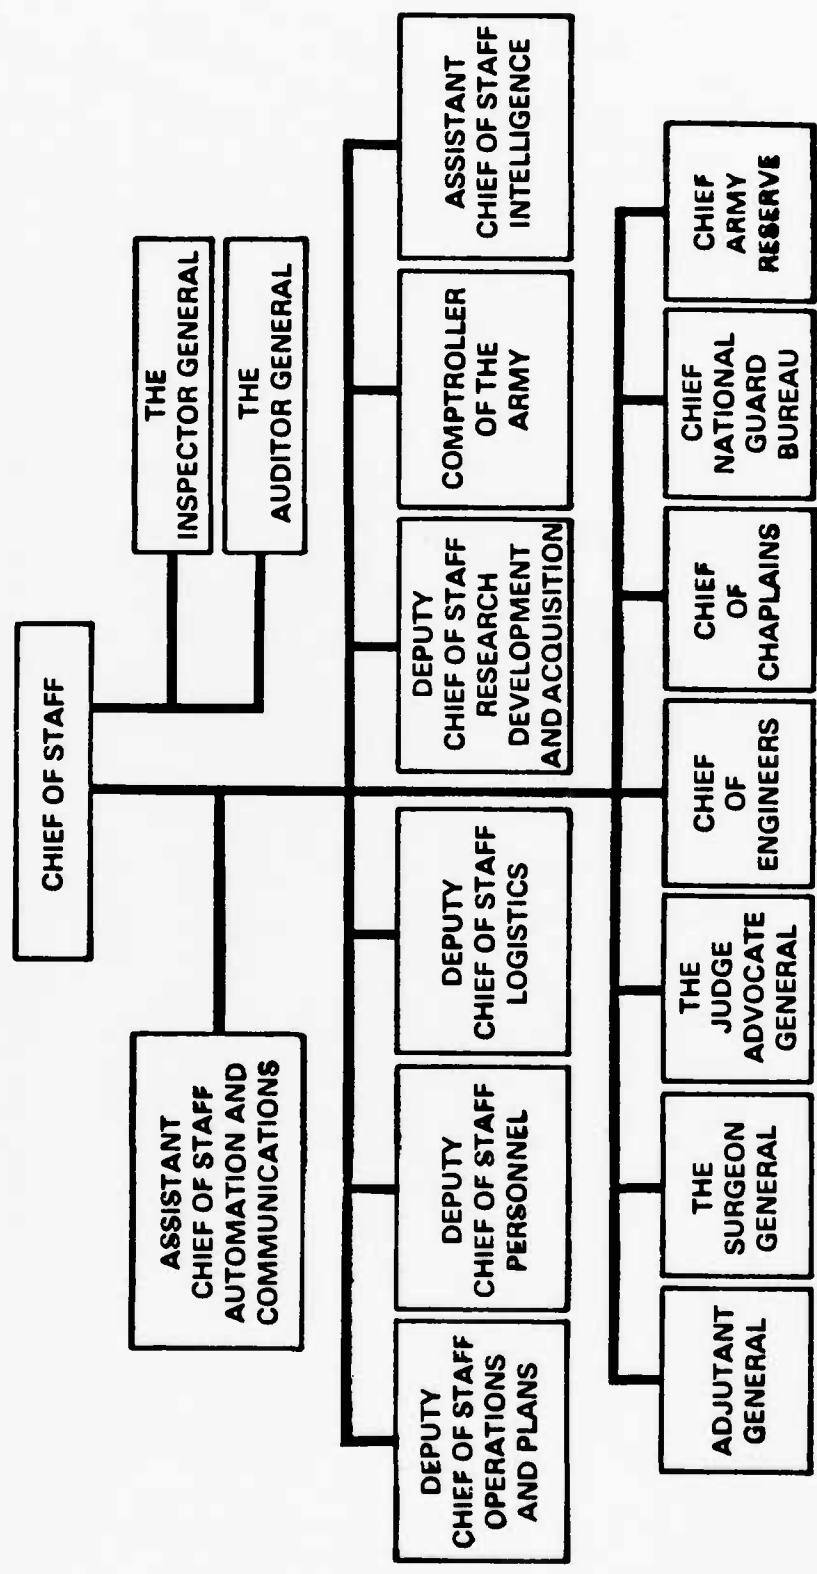 CHIEF OF STAFF
THE
INSPECTOR GENERAL
THE
AUDITOR GENERAL
ASSISTANT
CHIEF OF STAFF
AUTOMATION AND
COMMUNICATIONS
DEPUTY
CHIEF OF STAFF
OPERATIONS
AND PLANS
DEPUTY
CHIEF OF STAFF
PERSONNEL
DEPUTY
CHIEF OF STAFF
LOGISTICS
DEPUTY
CHIEF OF STAFF
RESEARCH
DEVELOPMENT
AND ACQUISITION
COMPTROLLER
OF THE
ARMY
ASSISTANT
CHIEF OF STAFF
INTELLIGENCE
ADJUTANT
GENERAL
THE
SURGEON
GENERAL
THE
JUDGE
ADVOCATE
GENERAL
CHIEF
OF
ENGINEERS
CHIEF
OF
CHAPLAINS
CHIEF
NATIONAL
GUARD
BUREAU
CHIEF
ARMY
RESERVE